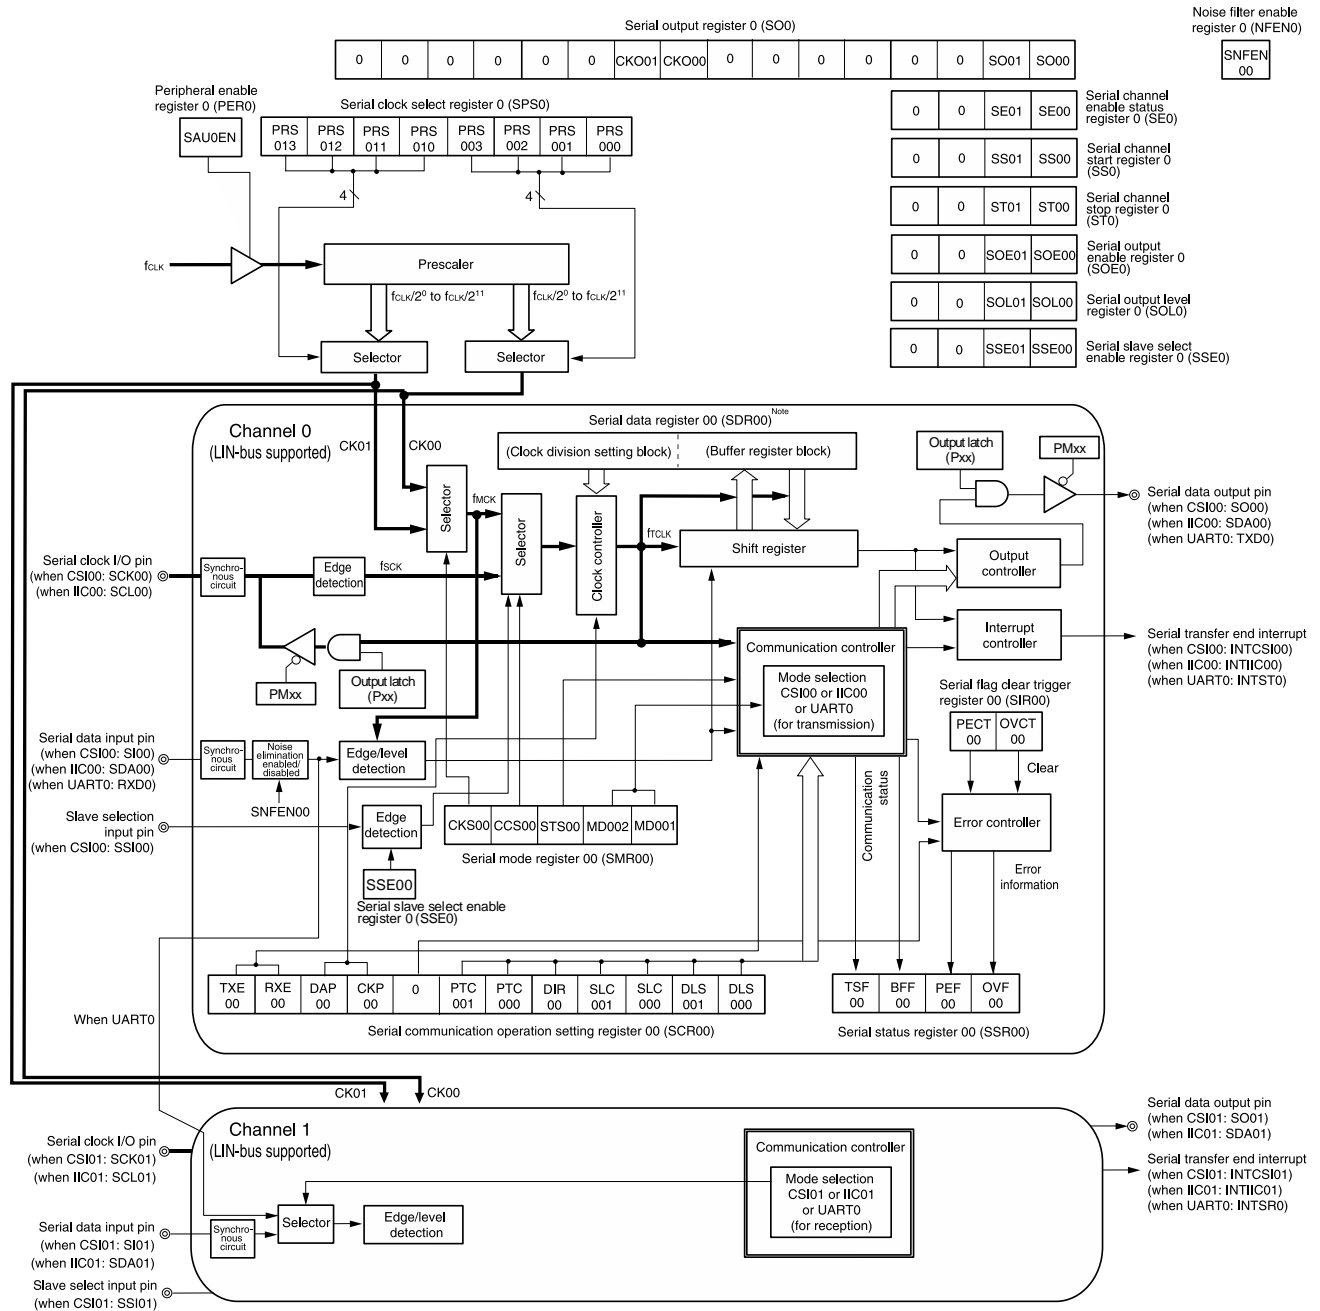 Serial output register 0 (SO0)
0 0 0 0 0 0 CKO01 CKO00 0 0 0 0 0 0 SO01 SO00
Noise filter enable
register 0 (NFEN0)
SNFEN
00
Peripheral enable
register 0 (PER0)
SAU0EN
Serial clock select register 0 (SPS0)
PRS PRS PRS PRS PRS PRS PRS PRS
013 012 011 010 003 002 001 000
4
4
0 0 SE01 SE00
Serial channel
enable status
register 0 (SE0)
0 0 SS01 SS00
Serial channel
start register 0
(SS0)
0 0 ST01 ST00
Serial channel
stop register 0
(ST0)
0 0 SOE01 SOE00
Serial output
enable register 0
(SOE0)
0 0 SOL01 SOL00
Serial output level
register 0 (SOL0)
0 0 SSE01 SSE00
Serial slave select
enable register 0 (SSE0)
fCLK
Prescaler
fCLK/2⁰ to fCLK/2¹¹
fCLK/2⁰ to fCLK/2¹¹
Selector
Selector
Channel 0
(LIN-bus supported)
CK01
CK00
Serial data register 00 (SDR00)Note
(Clock division setting block)
(Buffer register block)
Output latch
(Pxx)
PMxx
Selector
fMCK
Selector
Clock controller
fTCLK
Shift register
Output
controller
Serial data output pin
(when CSI00: SO00)
(when IIC00: SDA00)
(when UART0: TXD0)
Serial clock I/O pin
(when CSI00: SCK00)
(when IIC00: SCL00)
Synchro-
nous
circuit
Edge
detection
fSCK
PMxx
Output latch
(Pxx)
Communication controller
Mode selection
CSI00 or IIC00
or UART0
(for transmission)
Interrupt
controller
Serial transfer end interrupt
(when CSI00: INTCSI00)
(when IIC00: INTIIC00)
(when UART0: INTST0)
Serial flag clear trigger
register 00 (SIR00)
PECT OVCT
00 00
Clear
Serial data input pin
(when CSI00: SI00)
(when IIC00: SDA00)
(when UART0: RXD0)
Synchro-
nous
circuit
Noise
elimination
enabled/
disabled
SNFEN00
Edge/level
detection
Slave selection
input pin
(when CSI00: SSI00)
Edge
detection
SSE00
Serial slave select enable
register 0 (SSE0)
CKS00 CCS00 STS00 MD002 MD001
Serial mode register 00 (SMR00)
Communication
status
Error controller
Error
information
TXE RXE DAP CKP 0 PTC PTC DIR SLC SLC DLS DLS
00 00 00 00 001 000 00 001 000 001 000
Serial communication operation setting register 00 (SCR00)
TSF BFF PEF OVF
00 00 00 00
Serial status register 00 (SSR00)
When UART0
CK01
CK00
Channel 1
(LIN-bus supported)
Serial clock I/O pin
(when CSI01: SCK01)
(when IIC01: SCL01)
Serial data input pin
(when CSI01: SI01)
(when IIC01: SDA01)
Synchro-
nous
circuit
Selector
Edge/level
detection
Communication controller
Mode selection
CSI01 or IIC01
or UART0
(for reception)
Serial data output pin
(when CSI01: SO01)
(when IIC01: SDA01)
Serial transfer end interrupt
(when CSI01: INTCSI01)
(when IIC01: INTIIC01)
(when UART0: INTSR0)
Slave select input pin
(when CSI01: SSI01)